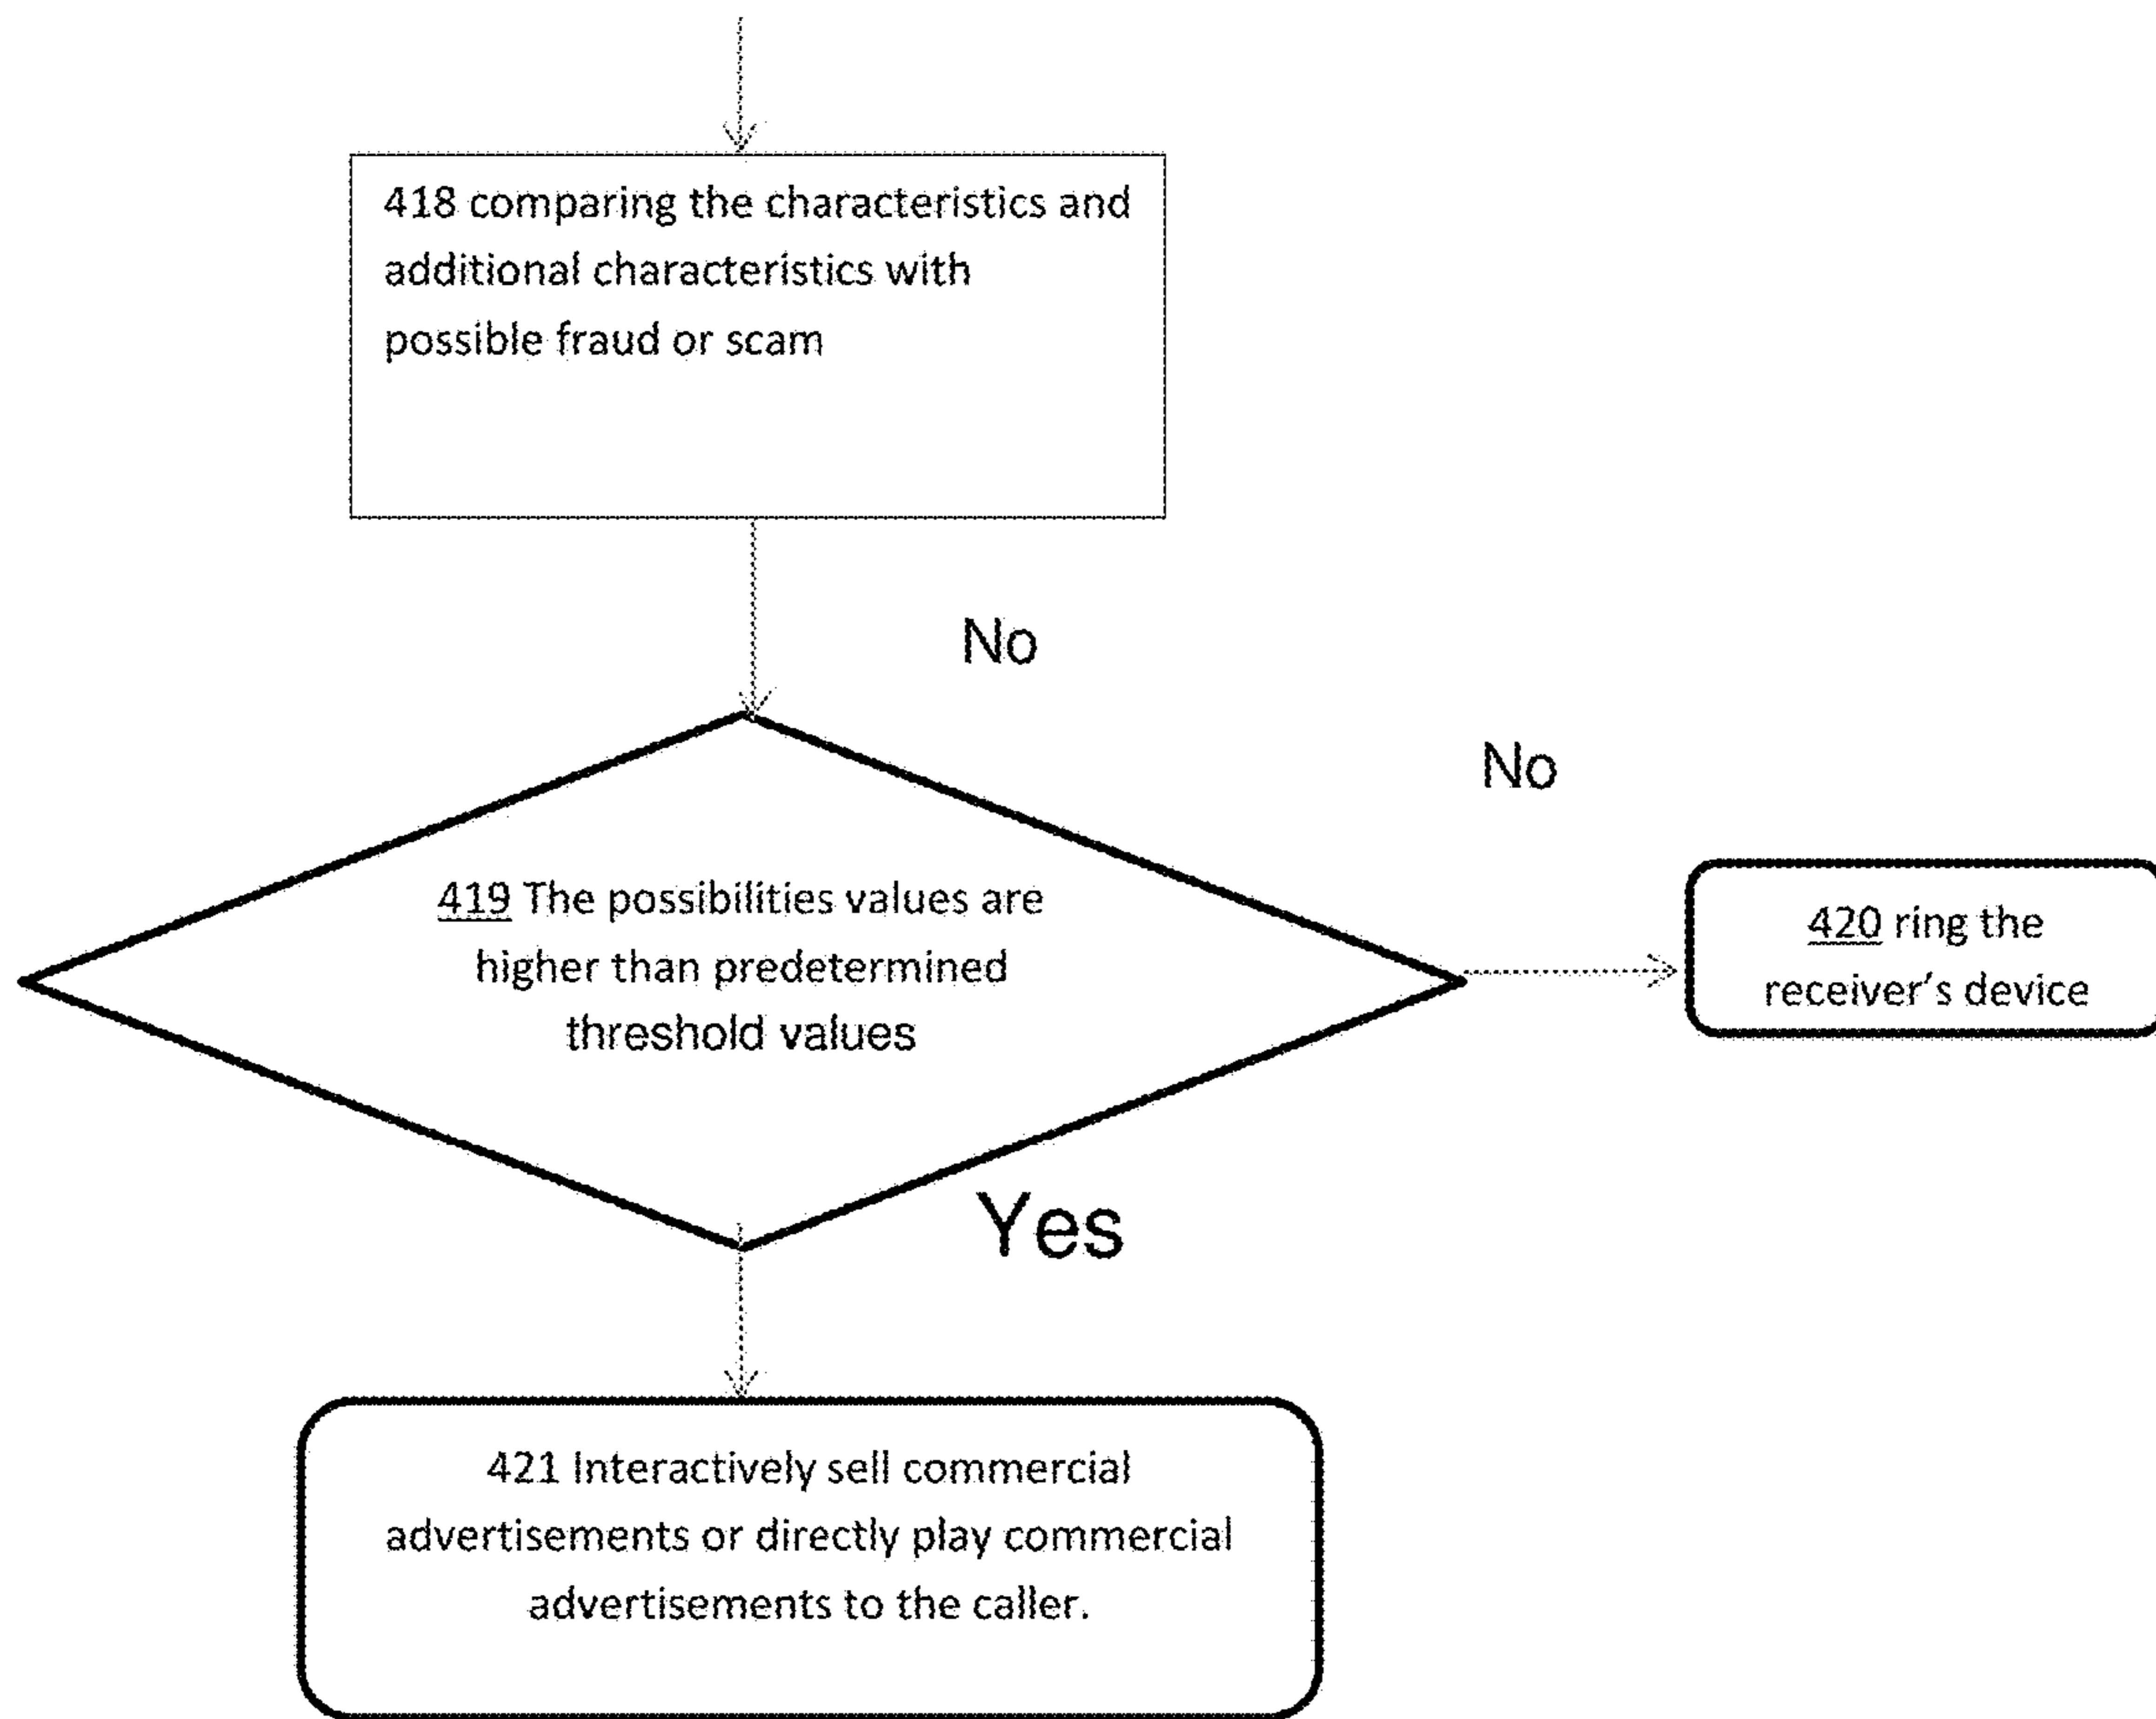 418 comparing the characteristics and
additional characteristics with
possible fraud or scam
No
No
419 The possibilities values are
higher than predetermined
threshold values
420 ring the
receiver's device
Yes
421 Interactively sell commercial
advertisements or directly play commercial
advertisements to the caller.